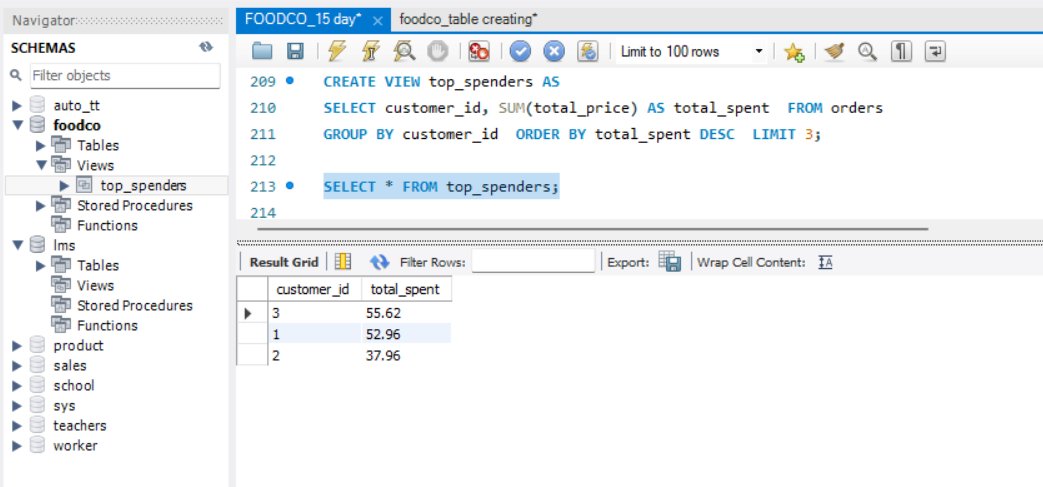 Navigator
SCHEMAS
Filter objects
auto_tt
foodco
Tables
Views
top_spenders
Stored Procedures
Functions
lms
Tables
Views
Stored Procedures
Functions
product
sales
school
sys
teachers
worker
FOODCO_15 day* × foodco_table creating*
Limit to 100 rows
209 CREATE VIEW top_spenders AS
210 SELECT customer_id, SUM(total_price) AS total_spent FROM orders
211 GROUP BY customer_id ORDER BY total_spent DESC LIMIT 3;
212
213 SELECT * FROM top_spenders;
214
Result Grid Filter Rows: Export: Wrap Cell Content: IA
customer_id total_spent
3 55.62
1 52.96
2 37.96